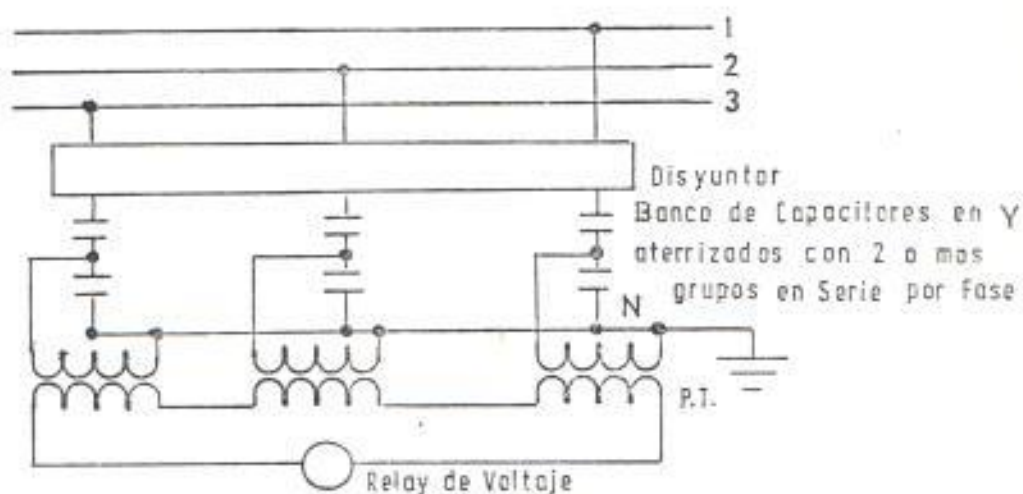 1
2
3
Disyuntor
Banco de Capacitores en Y
aterrizados con 2 o mas
grupos en Serie por fase
N
P.T.
Relay de Voltaje